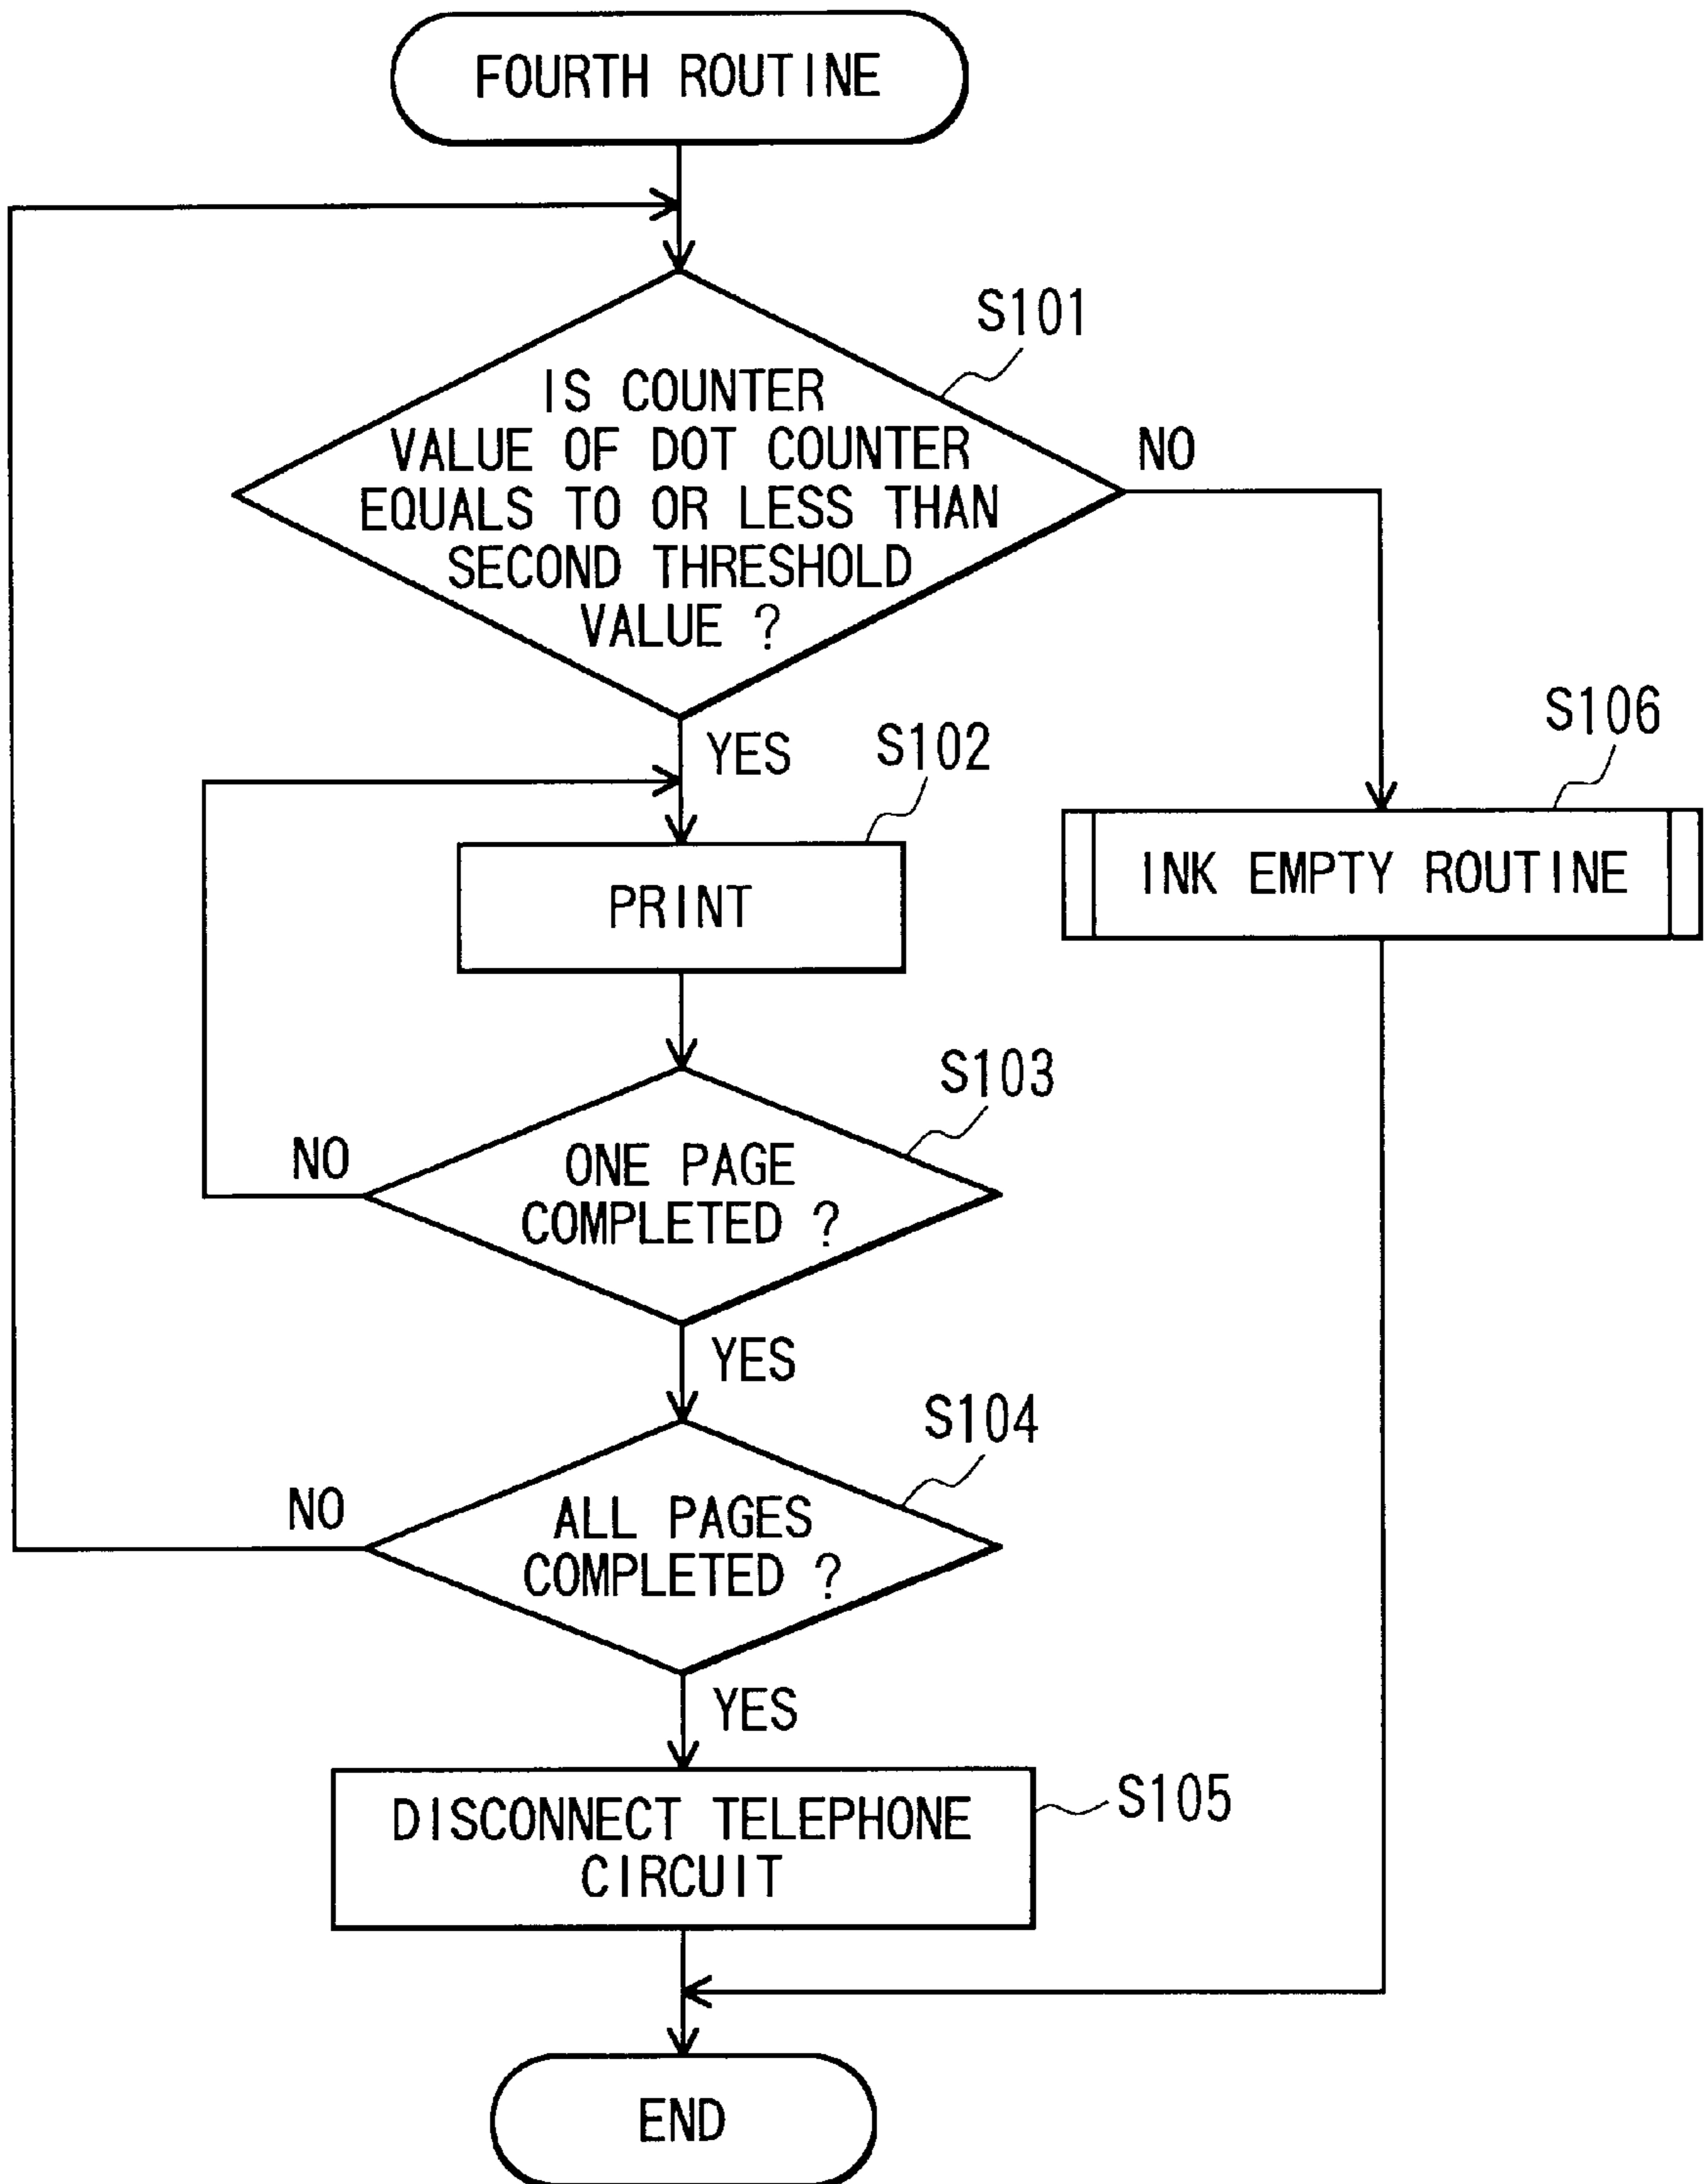 FOURTH ROUTINE
S101
IS COUNTER
VALUE OF DOT COUNTER
EQUALS TO OR LESS THAN
SECOND THRESHOLD
VALUE ?
NO
YES
S102
PRINT
S106
INK EMPTY ROUTINE
S103
ONE PAGE
COMPLETED ?
NO
YES
S104
ALL PAGES
COMPLETED ?
NO
YES
DISCONNECT TELEPHONE
CIRCUIT
S105
END